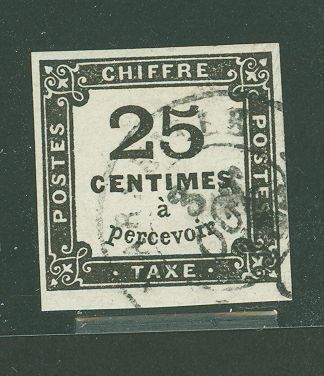 CHIFFRE
POSTES
25
CENTIMES
à
percevoir
POSTES
· TAXE ·